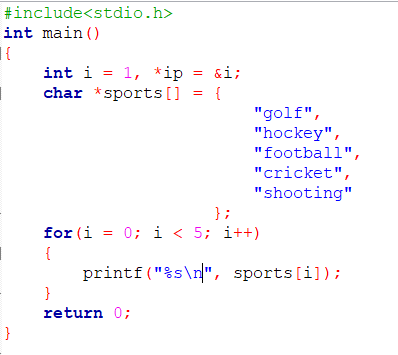 #include<stdio.h>
int main()
{
    int i = 1, *ip = &i;
    char *sports[] = {
                         "golf",
                         "hockey",
                         "football",
                         "cricket",
                         "shooting"
                     };
    for(i = 0; i < 5; i++)
    {
        printf("%s\n", sports[i]);
    }
    return 0;
}